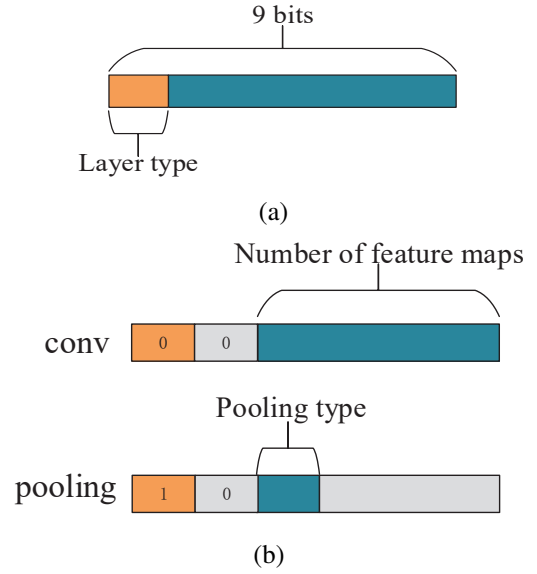 9 bits
Layer type
(a)
Number of feature maps
conv 0 0
Pooling type
pooling 1 0
(b)